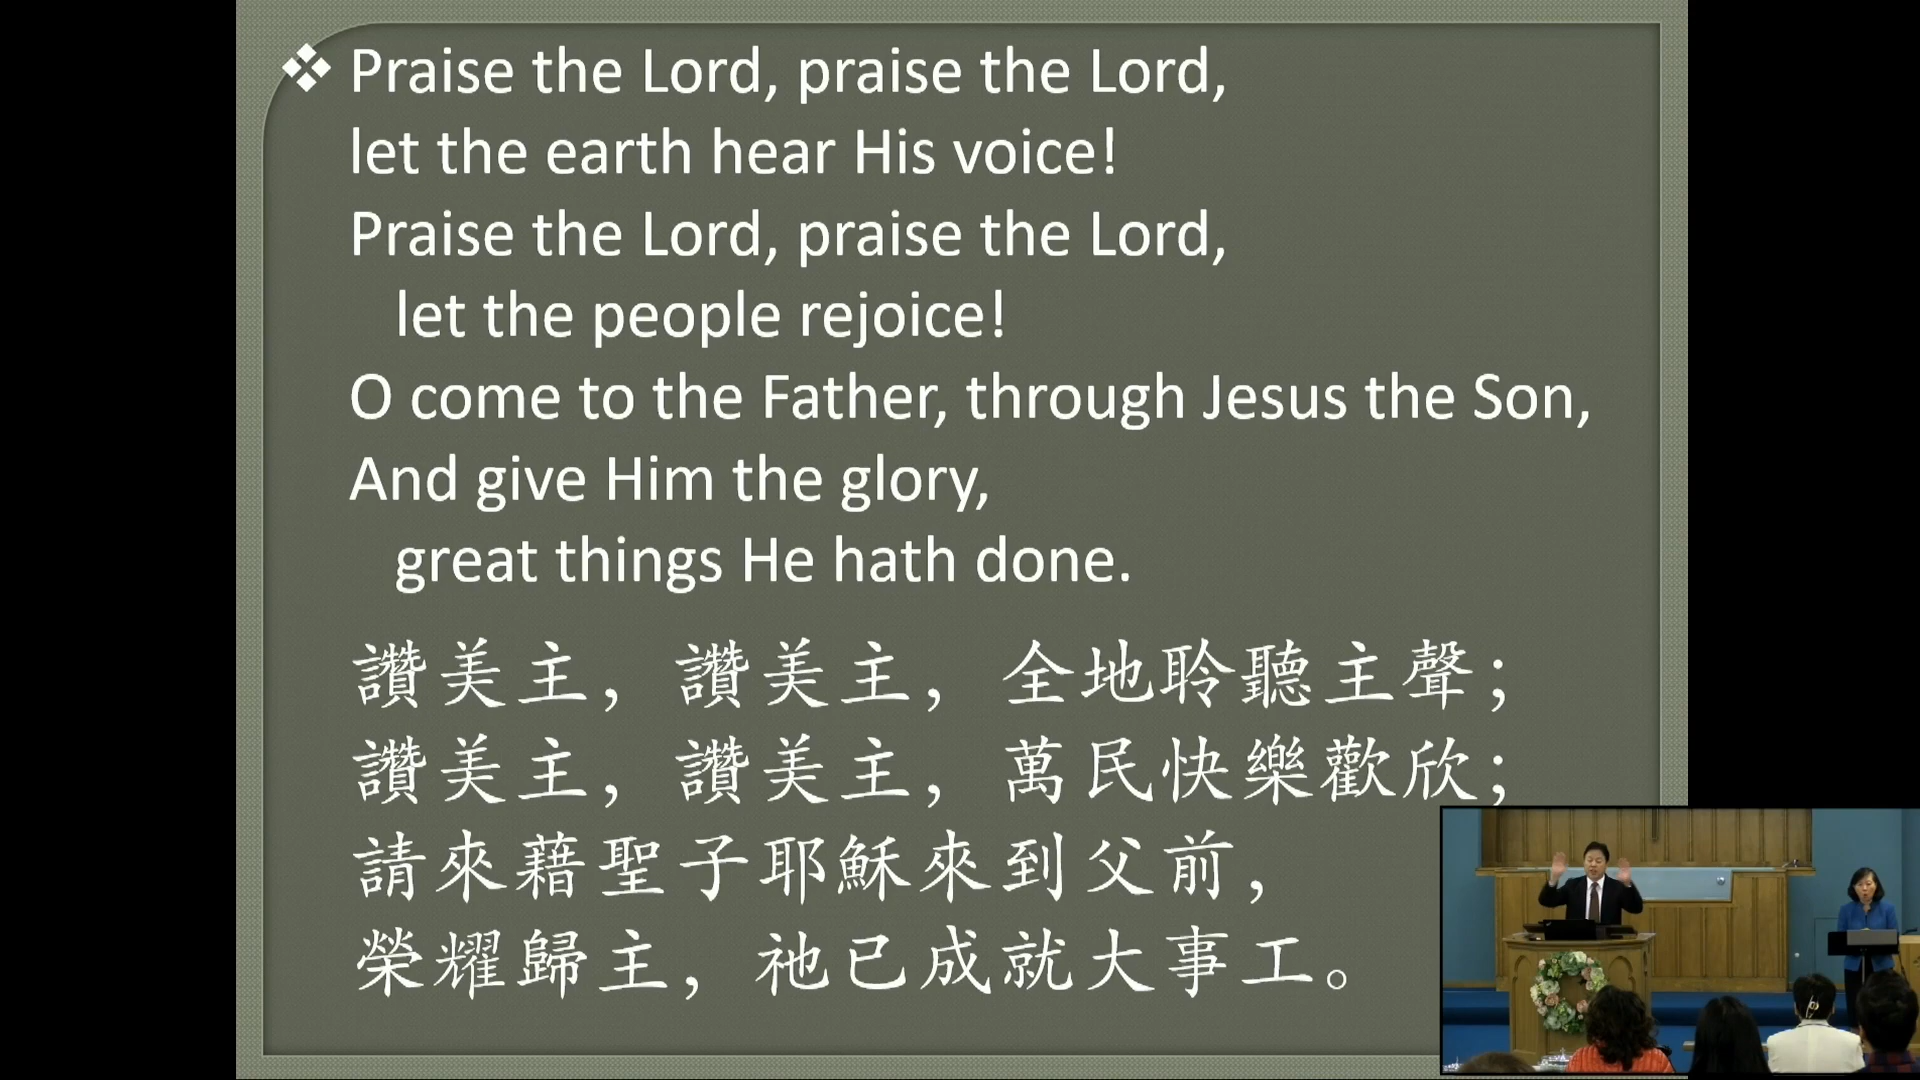 ❖ Praise the Lord, praise the Lord,
let the earth hear His voice!
Praise the Lord, praise the Lord,
let the people rejoice!
O come to the Father, through Jesus the Son,
And give Him the glory,
great things He hath done.
讚美主，讚美主，全地聆聽主聲；
讚美主，讚美主，萬民快樂歡欣；
請來藉聖子耶穌來到父前，
榮耀歸主，祂已成就大事工。